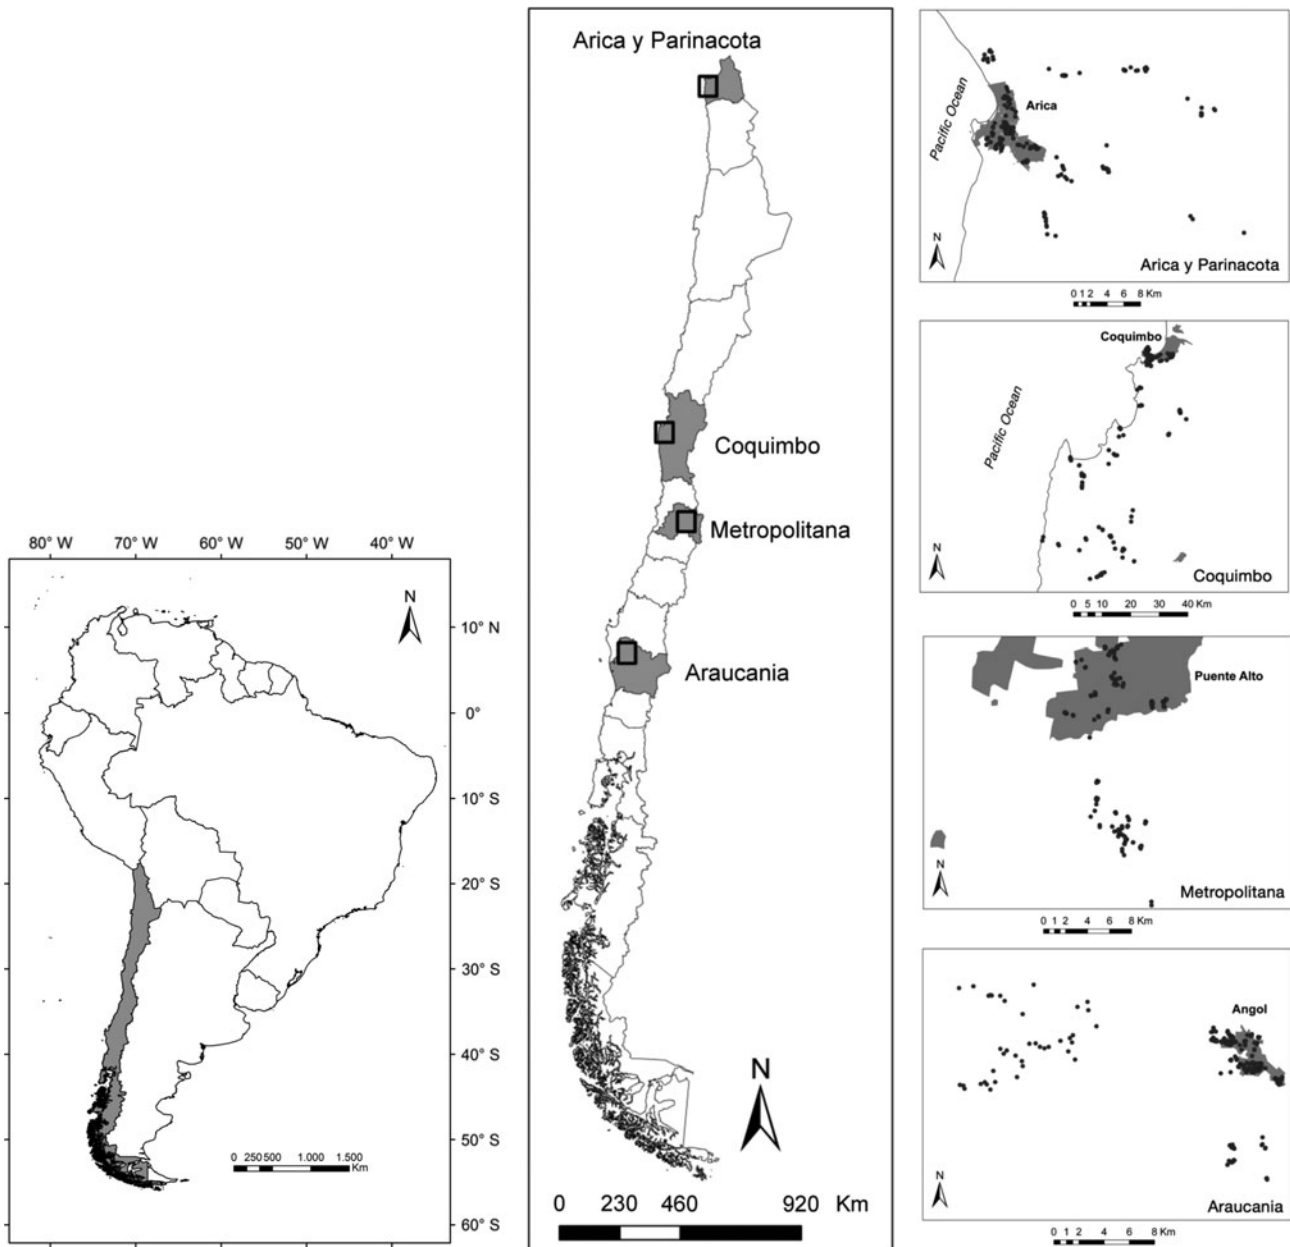 80° W 70° W 60° W 50° W 40° W
N
10° N
0°
10° S
20° S
30° S
40° S
50° S
60° S
0 250 500 1.000 1.500
Km
Arica y Parinacota
Coquimbo
Metropolitana
Araucania
N
0 230 460 920 Km
Pacific Ocean
Arica
N
Arica y Parinacota
0 1 2 4 6 8 Km
Coquimbo
Pacific Ocean
N
Coquimbo
0 5 10 20 30 40 Km
Puente Alto
N
Metropolitana
0 1 2 4 6 8 Km
Angol
N
Araucania
0 1 2 4 6 8 Km